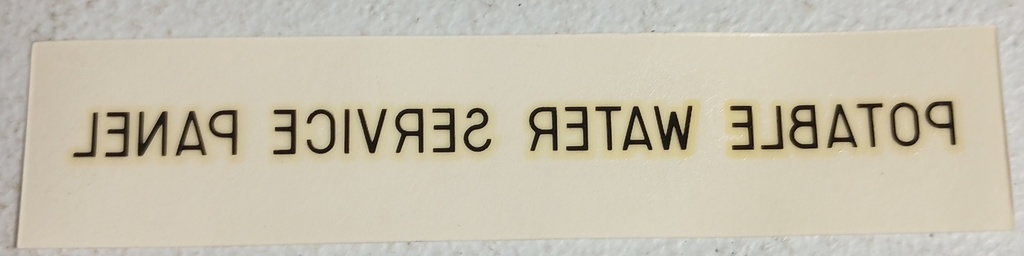 POTABLE WATER SERVICE PANEL